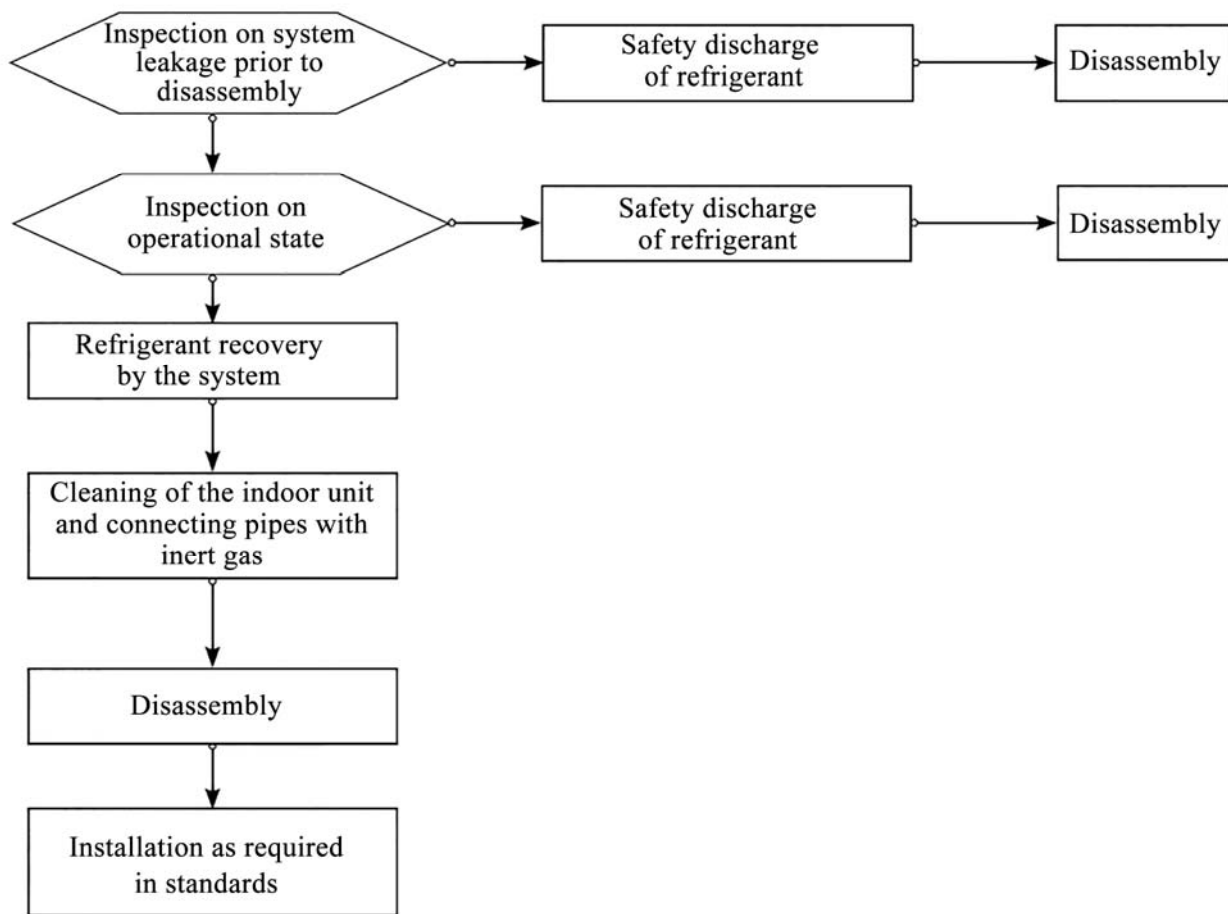 Inspection on system
leakage prior to
disassembly
Safety discharge
of refrigerant
Disassembly
Inspection on
operational state
Safety discharge
of refrigerant
Disassembly
Refrigerant recovery
by the system
Cleaning of the indoor unit
and connecting pipes with
inert gas
Disassembly
Installation as required
in standards